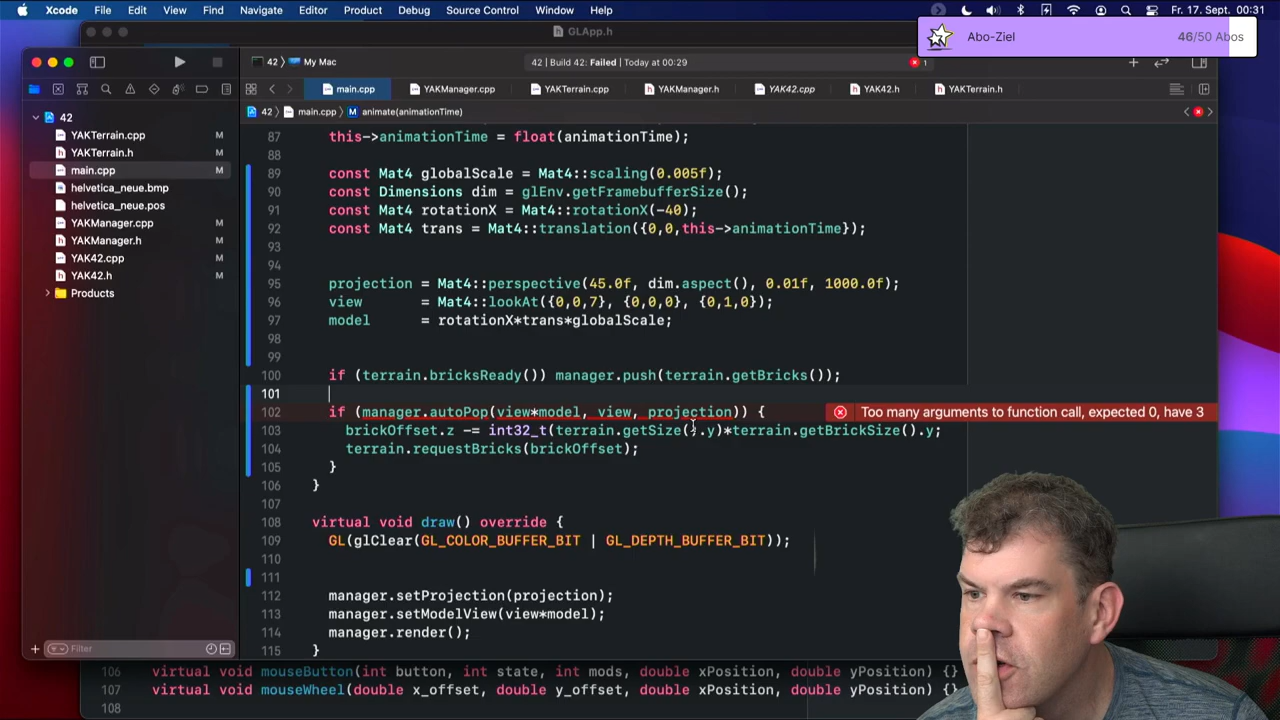 Xcode File Edit View Find Navigate Editor Product Debug Source Control Window Help Fr. 17. Sept. 00:31
GLApp.h
Abo-Ziel 46/50 Abos
42 My Mac 42 | Build 42: Failed | Today at 00:29 1
main.cpp YAKManager.cpp YAKTerrain.cpp YAKManager.h YAK42.cpp YAK42.h YAKTerrain.h
42 main.cpp M animate(animationTime)
42
YAKTerrain.cpp M
YAKTerrain.h M
main.cpp M
helvetica_neue.bmp
helvetica_neue.pos
YAKManager.cpp M
YAKManager.h M
YAK42.cpp M
YAK42.h M
Products
Filter
87 this->animationTime = float(animationTime);
88
89 const Mat4 globalScale = Mat4::scaling(0.005f);
90 const Dimensions dim = glEnv.getFramebufferSize();
91 const Mat4 rotationX = Mat4::rotationX(-40);
92 const Mat4 trans = Mat4::translation({0,0,this->animationTime});
93
94
95 projection = Mat4::perspective(45.0f, dim.aspect(), 0.01f, 1000.0f);
96 view = Mat4::lookAt({0,0,7}, {0,0,0}, {0,1,0});
97 model = rotationX*trans*globalScale;
98
99
100 if (terrain.bricksReady()) manager.push(terrain.getBricks());
101
102 if (manager.autoPop(view*model, view, projection)) { Too many arguments to function call, expected 0, have 3
103 brickOffset.z -= int32_t(terrain.getSize().y)*terrain.getBrickSize().y;
104 terrain.requestBricks(brickOffset);
105 }
106 }
107
108 virtual void draw() override {
109 GL(glClear(GL_COLOR_BUFFER_BIT | GL_DEPTH_BUFFER_BIT));
110
111
112 manager.setProjection(projection);
113 manager.setModelView(view*model);
114 manager.render();
115 }
106 virtual void mouseButton(int button, int state, int mods, double xPosition, double yPosition) {}
107 virtual void mouseWheel(double x_offset, double y_offset, double xPosition, double yPosition) {}
108